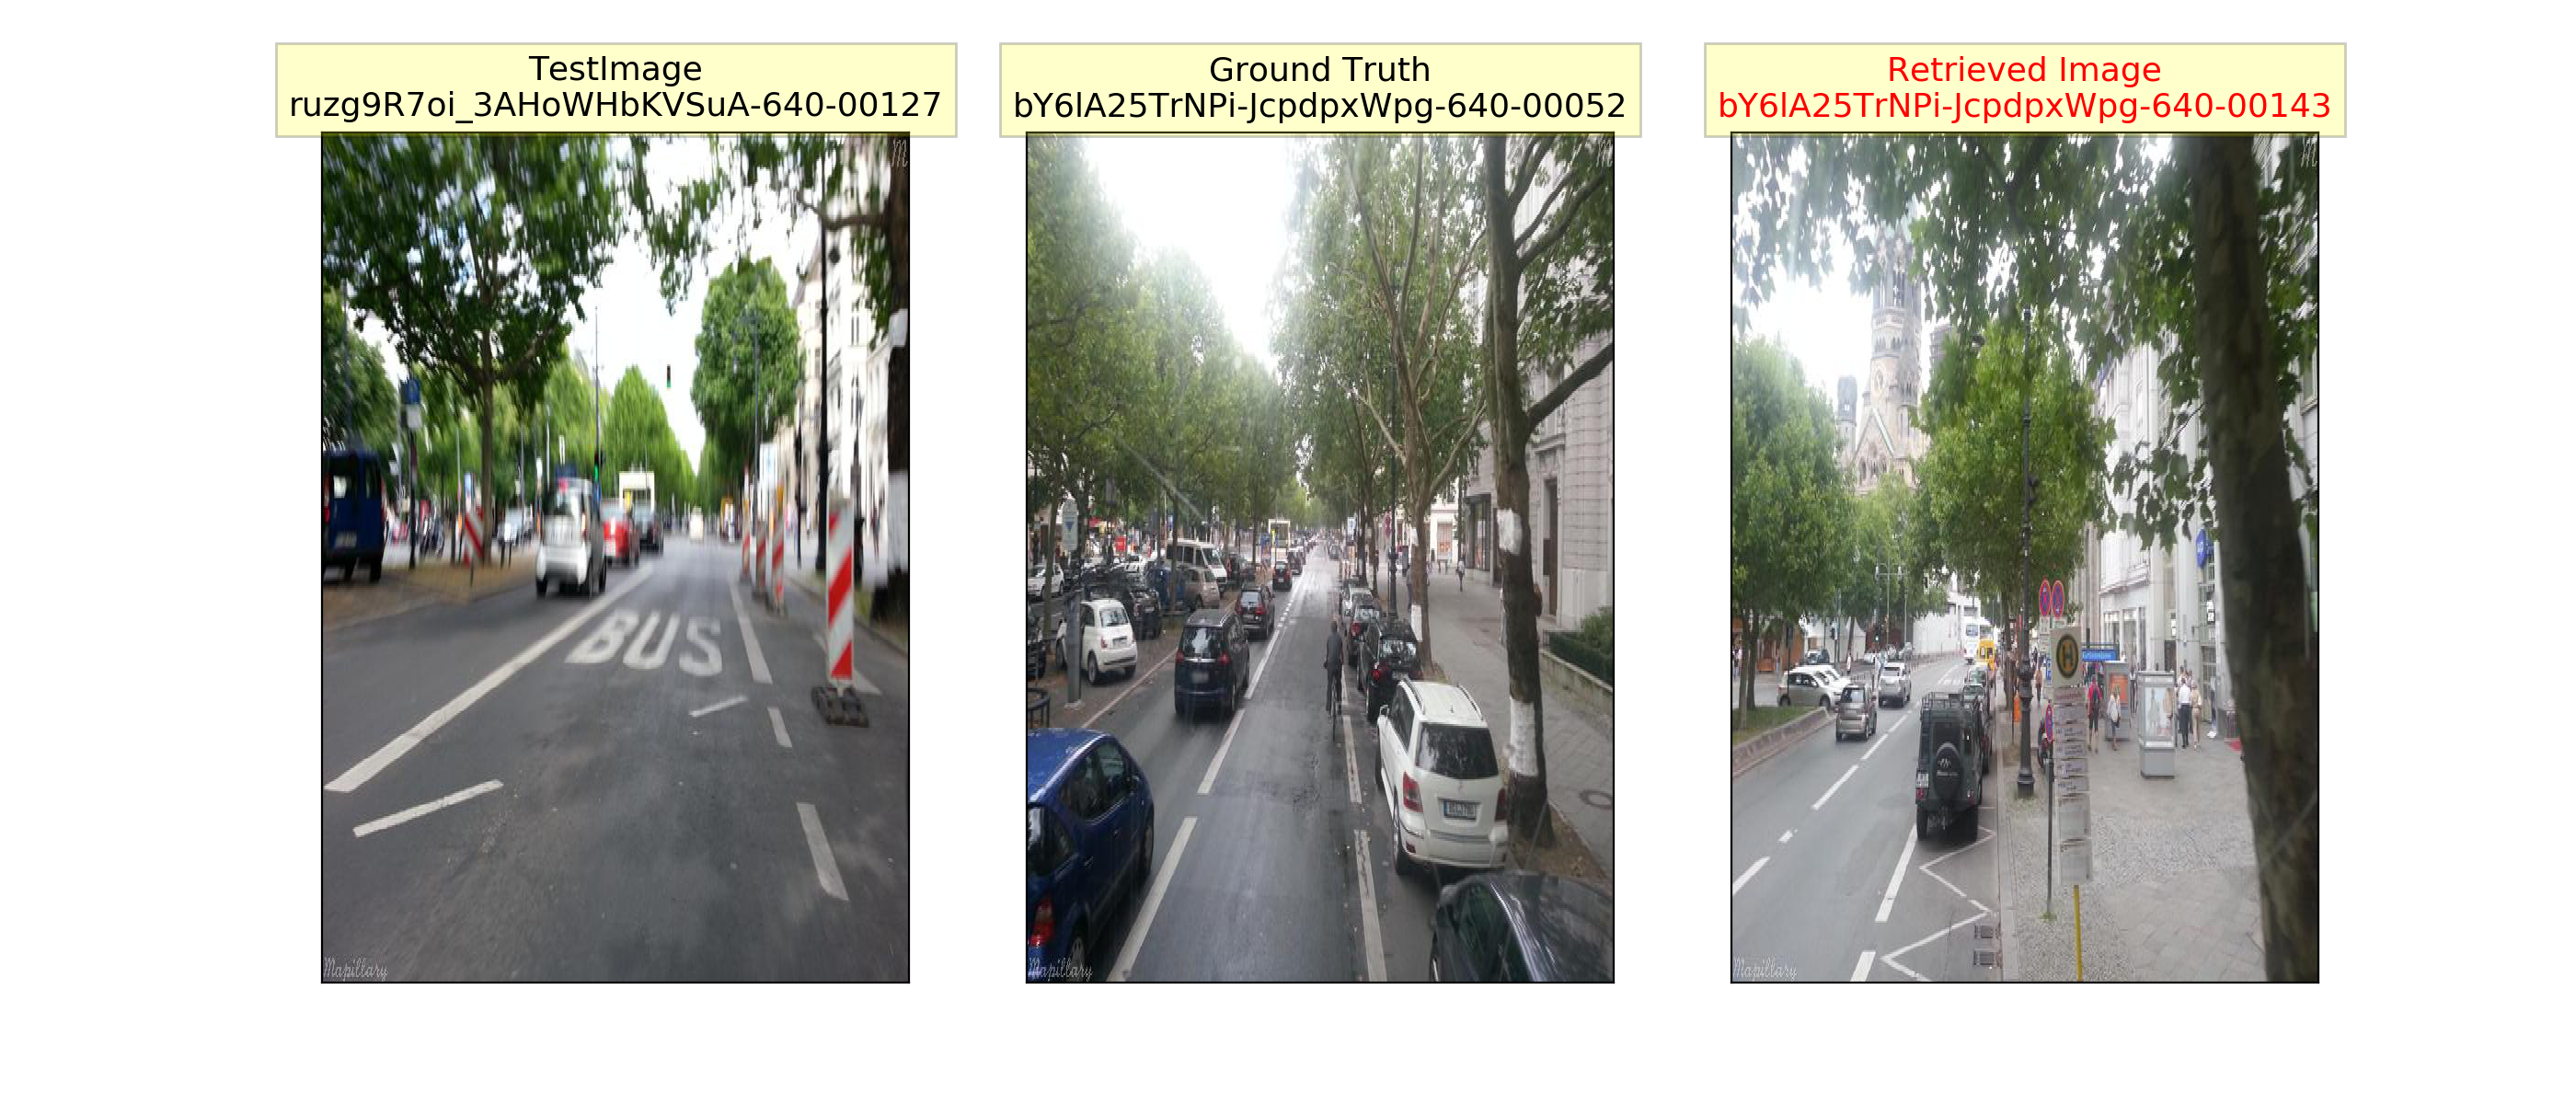 TestImage
ruzg9R7oi_3AHoWHbKVSuA-640-00127
Ground Truth
bY6lA25TrNPi-JcpdpxWpg-640-00052
Retrieved Image
bY6lA25TrNPi-JcpdpxWpg-640-00143
M
M
M
BUS
H
Mapillary
Mapillary
Mapillary